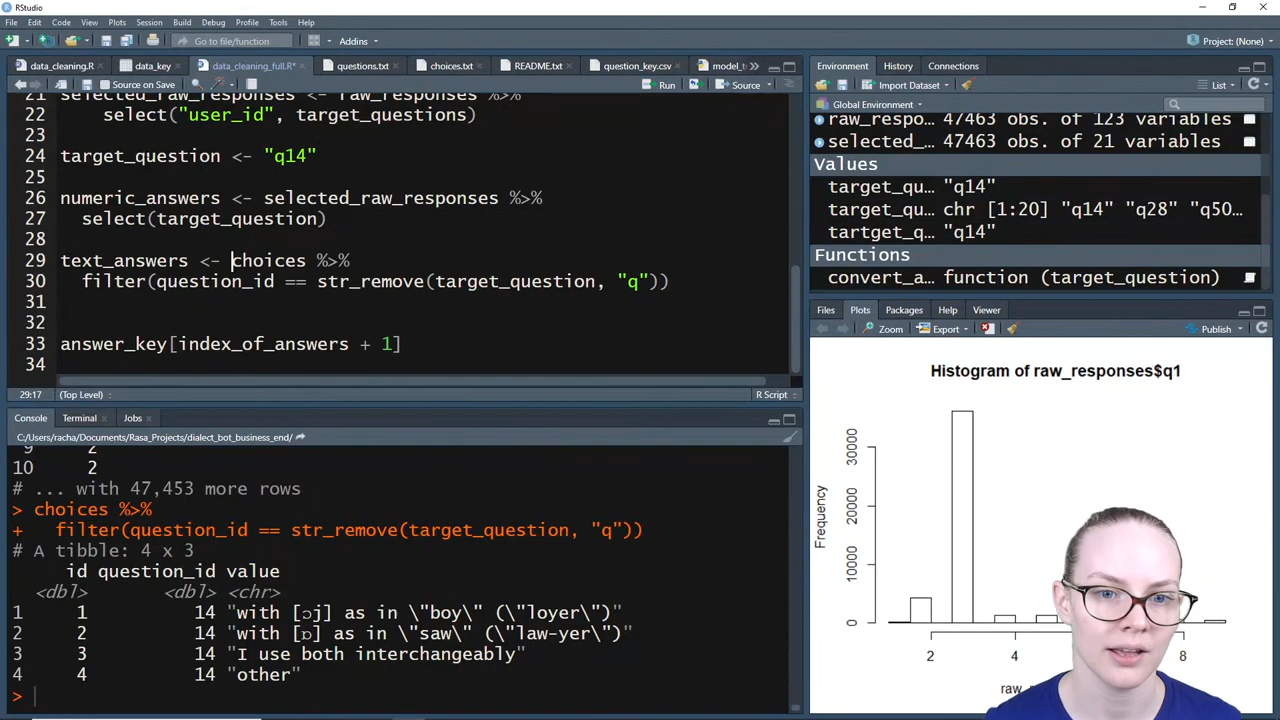 RStudio
File Edit Code View Plots Session Build Debug Profile Tools Help
Go to file/function Addins Project: (None)
data_cleaning.R data_key data_cleaning_full.R* questions.txt choices.txt README.txt question_key.csv model_t
Source on Save Run Source
21 selected_raw_responses <- raw_responses %>%
22 select("user_id", target_questions)
23
24 target_question <- "q14"
25
26 numeric_answers <- selected_raw_responses %>%
27 select(target_question)
28
29 text_answers <- choices %>%
30 filter(question_id == str_remove(target_question, "q"))
31
32
33 answer_key[index_of_answers + 1]
34
29:17 (Top Level) R Script
Console Terminal Jobs
C:/Users/racha/Documents/Rasa_Projects/dialect_bot_business_end/
9 2
10 2
# ... with 47,453 more rows
> choices %>%
+ filter(question_id == str_remove(target_question, "q"))
# A tibble: 4 x 3
id question_id value
<dbl> <dbl> <chr>
1 1 14 "with [ɔj] as in \"boy\" (\"loyer\")"
2 2 14 "with [ɒ] as in \"saw\" (\"law-yer\")"
3 3 14 "I use both interchangeably"
4 4 14 "other"
>
Environment History Connections
Import Dataset List
Global Environment
raw_respo... 47463 obs. of 123 variables
selected_... 47463 obs. of 21 variables
Values
target_qu... "q14"
target_qu... chr [1:20] "q14" "q28" "q50...
tartget_qu... "q14"
Functions
convert_a... function (target_question)
Files Plots Packages Help Viewer
Zoom Export Publish
Histogram of raw_responses$q1
Frequency
30000
20000
10000
0
2 4 8
raw_